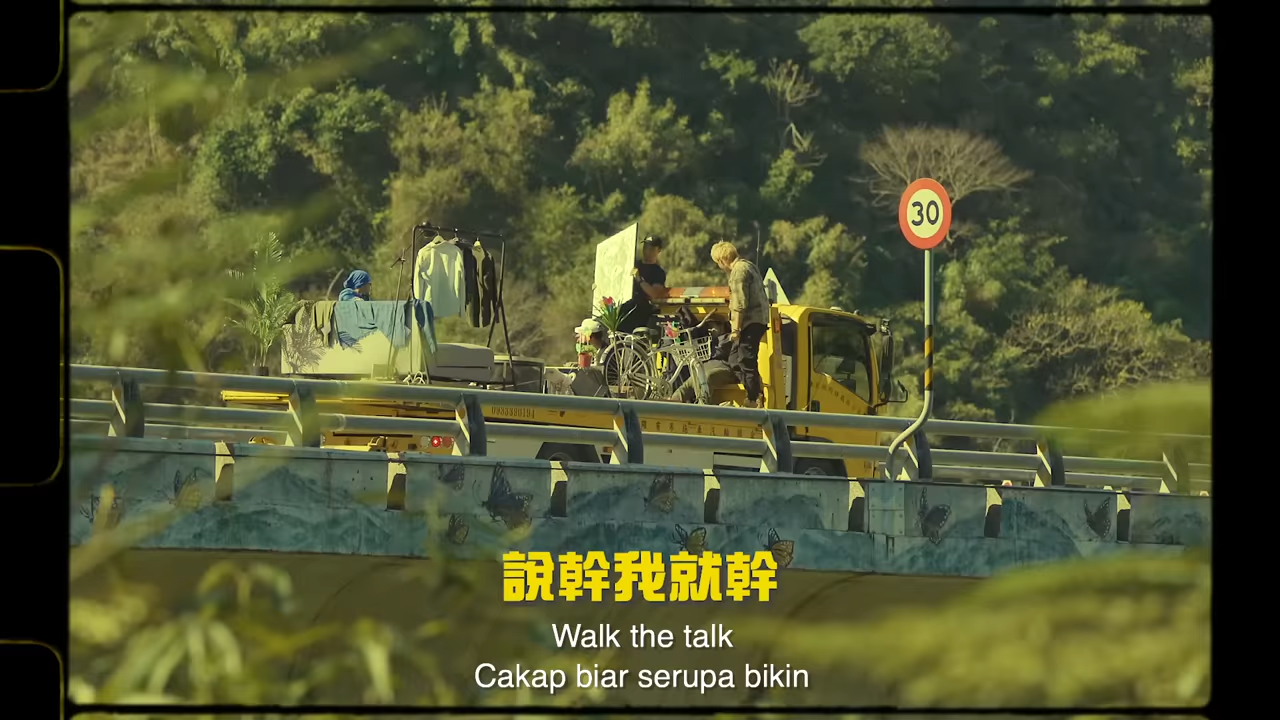 30
說幹我就幹
Walk the talk
Cakap biar serupa bikin